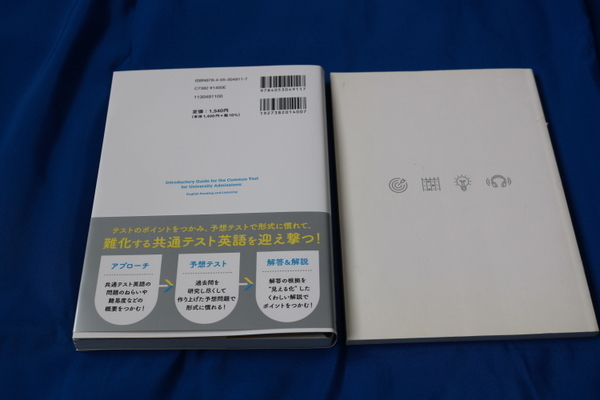 ISBN978-4-05-304911-7
C7382 ¥1400E
1130491100
定価：1,540円
(本体1,400円+税10%)
9784053049117
1927382014007
Introductory Guide for the Common Test
for University Admissions
English Reading and Listening
テストのポイントをつかみ、予想テストで形式に慣れて、
難化する共通テスト英語を迎え撃つ！
アプローチ
共通テスト英語の
問題のねらいや
難易度などの
概要をつかむ！
予想テスト
過去問を
研究し尽くして
作り上げた予想問題で
形式に慣れる！
解答&解説
解答の根拠を
“見える化”した
くわしい解説で
ポイントをつかむ！